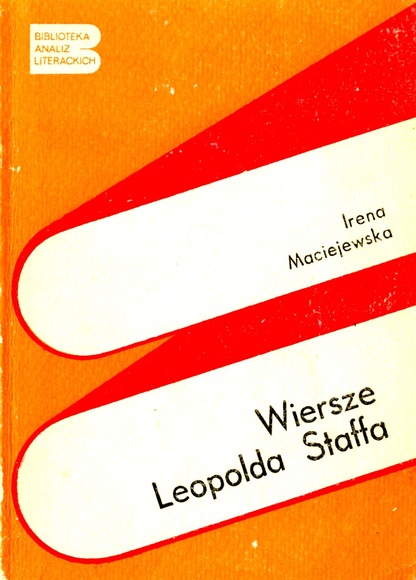 BIBLIOTEKA
ANALIZ
LITERACKICH
Irena
Maciejewska
Wiersze
Leopolda Staffa